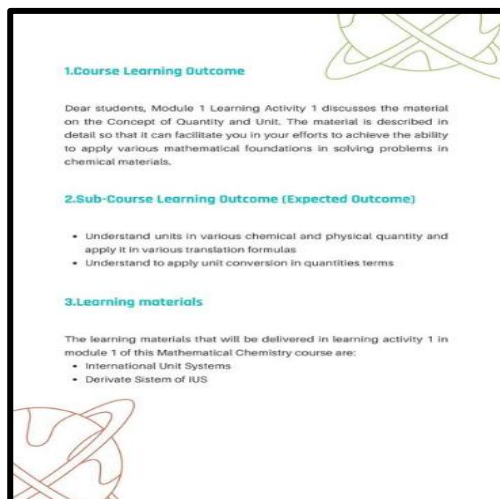 1.Course Learning Outcome
Dear students, Module 1 Learning Activity 1 discusses the material
on the Concept of Quantity and Unit. The material is described in
detail so that it can facilitate you in your efforts to achieve the ability
to apply various mathematical foundations in solving problems in
chemical materials.
2.Sub-Course Learning Outcome (Expected Outcome)
• Understand units in various chemical and physical quantity and
apply it in various translation formulas
• Understand to apply unit conversion in quantities terms
3.Learning materials
The learning materials that will be delivered in learning activity 1 in
module 1 of this Mathematical Chemistry course are:
• International Unit Systems
• Derivate Sistem of IUS